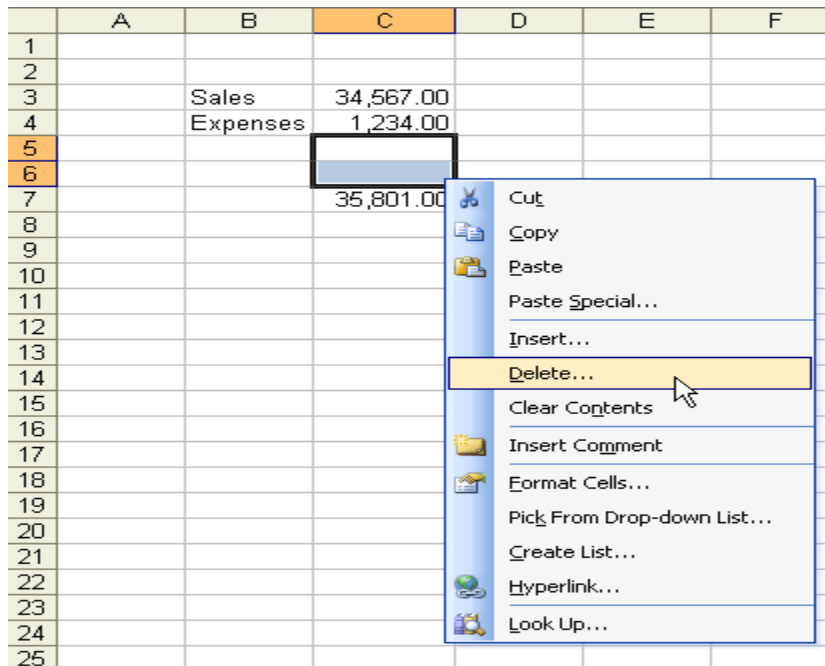 A B C D E F
1
2
3 Sales 34,567.00
4 Expenses 1,234.00
5
6
7 35,801.00
8
9
10
11
12
13
14
15
16
17
18
19
20
21
22
23
24
25
Cut
Copy
Paste
Paste Special...
Insert...
Delete...
Clear Contents
Insert Comment
Format Cells...
Pick From Drop-down List...
Create List...
Hyperlink...
Look Up...